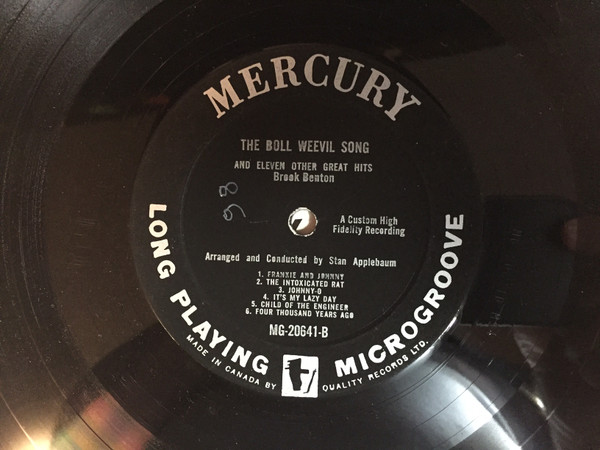 MERCURY
THE BOLL WEEVIL SONG
AND ELEVEN OTHER GREAT HITS
Brook Benton
98
A Custom High
Fidelity Recording
Arranged and Conducted by Stan Applebaum
1. FRANKIE AND JOHNNY
2. THE INTOXICATED RAT
3. JOHNNY-O
4. IT'S MY LAZY DAY
5. CHILD OF THE ENGINEER
6. FOUR THOUSAND YEARS AGO
MG-20641-B
LONG PLAYING MICROGROOVE
MADE IN CANADA BY QUALITY RECORDS LTD.